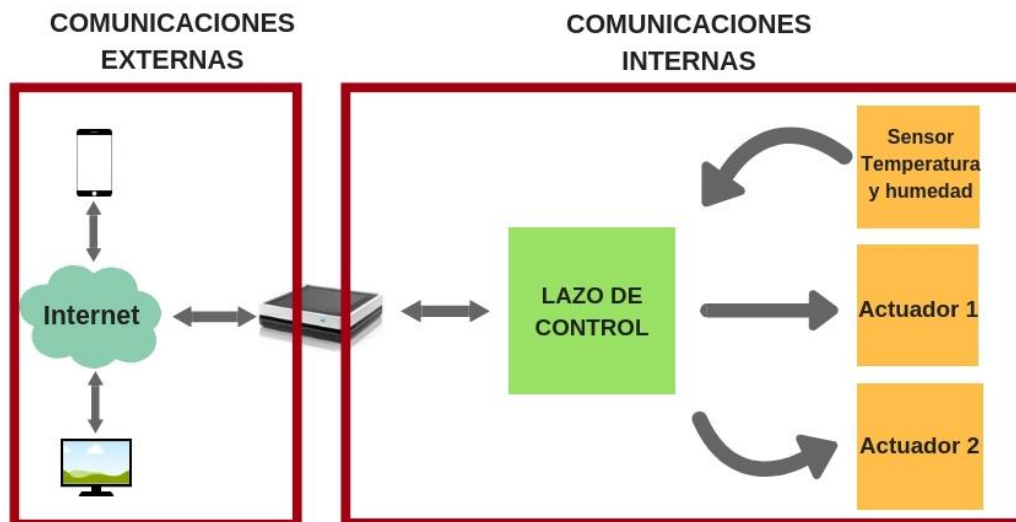 COMUNICACIONES
EXTERNAS
COMUNICACIONES
INTERNAS
Internet
LAZO DE
CONTROL
Sensor
Temperatura
y humedad
Actuador 1
Actuador 2